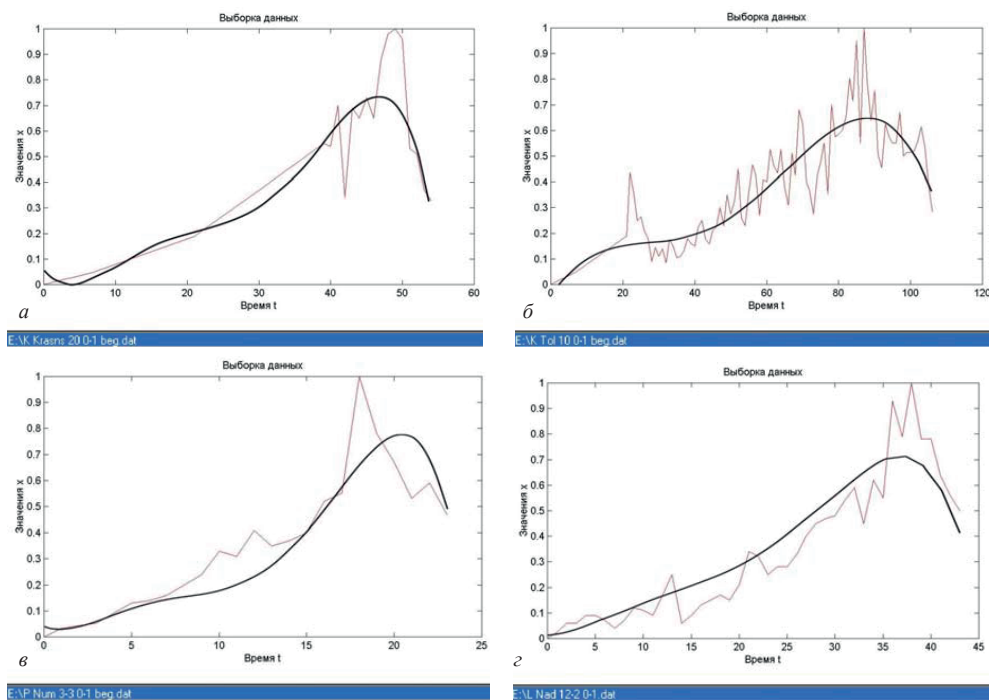 Выборка данных
Значения x
1
0.9
0.8
0.7
0.6
0.5
0.4
0.3
0.2
0.1
0
0 10 20 30 40 50 60
Время t
а
E:\K Krasns 20 0-1 beg.dat
Выборка данных
Значения x
1
0.9
0.8
0.7
0.6
0.5
0.4
0.3
0.2
0.1
0
0 20 40 60 80 100 120
Время t
б
E:\K Tol 10 0-1 beg.dat
Выборка данных
Значения x
1
0.9
0.8
0.7
0.6
0.5
0.4
0.3
0.2
0.1
0
0 5 10 15 20 25
Время t
в
E:\P Num 3-3 0-1 beg.dat
Выборка данных
Значения x
1
0.9
0.8
0.7
0.6
0.5
0.4
0.3
0.2
0.1
0
0 5 10 15 20 25 30 35 40 45
Время t
г
E:\L Nad 12-2 0-1.dat